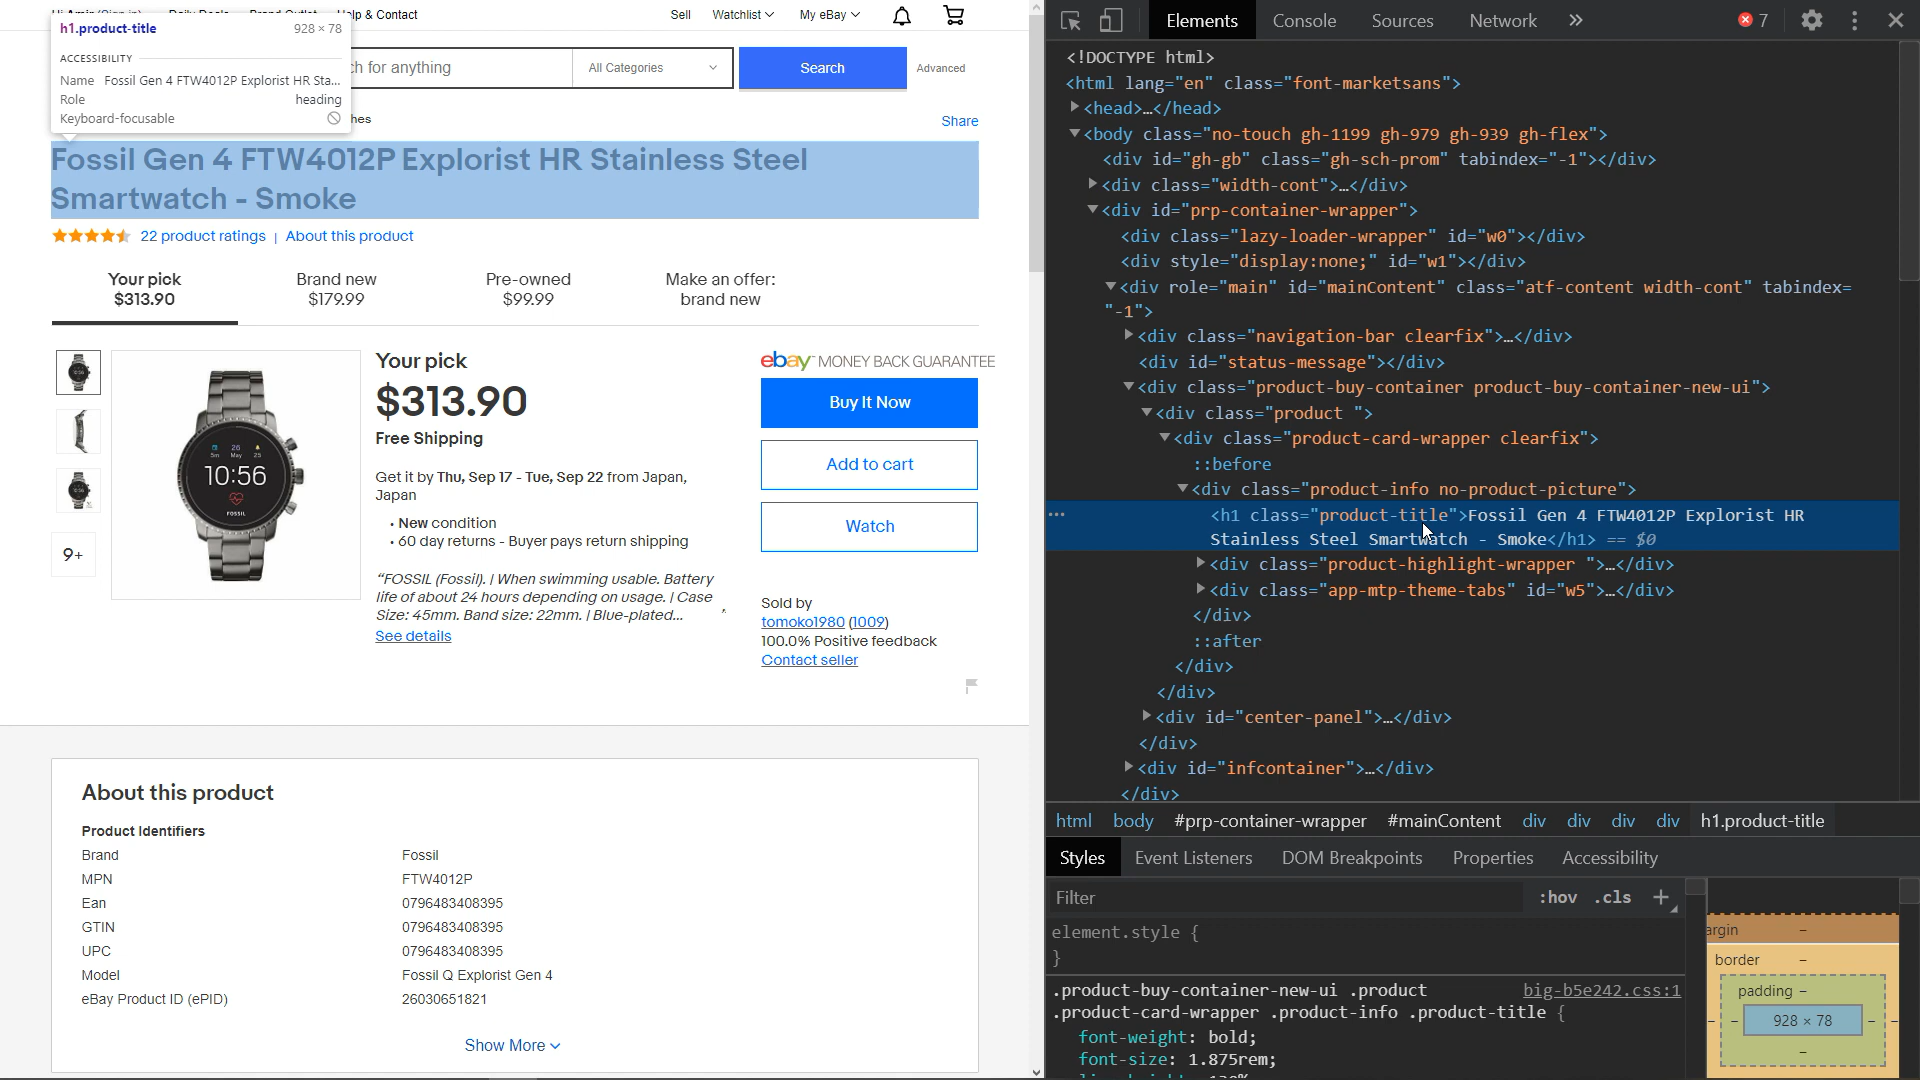 Help & Contact
Sell Watchlist My eBay
h1.product-title 928 × 78
ACCESSIBILITY
Name Fossil Gen 4 FTW4012P Explorist HR Sta...
Role heading
Keyboard-focusable
ch for anything All Categories Search Advanced
hes Share
Fossil Gen 4 FTW4012P Explorist HR Stainless Steel
Smartwatch - Smoke
22 product ratings | About this product
Your pick Brand new Pre-owned Make an offer:
$313.90 $179.99 $99.99 brand new
9+
10:56
FOSSIL
Your pick
$313.90
Free Shipping
Get it by Thu, Sep 17 - Tue, Sep 22 from Japan,
Japan
• New condition
• 60 day returns - Buyer pays return shipping
“FOSSIL (Fossil). | When swimming usable. Battery
life of about 24 hours depending on usage. | Case
Size: 45mm. Band size: 22mm. | Blue-plated... ”
See details
ebay MONEY BACK GUARANTEE
Buy It Now
Add to cart
Watch
Sold by
tomoko1980 (1009)
100.0% Positive feedback
Contact seller
About this product
Product Identifiers
Brand Fossil
MPN FTW4012P
Ean 0796483408395
GTIN 0796483408395
UPC 0796483408395
Model Fossil Q Explorist Gen 4
eBay Product ID (ePID) 26030651821
Show More
Elements Console Sources Network » 7
<!DOCTYPE html>
<html lang="en" class="font-marketsans">
<head>…</head>
<body class="no-touch gh-1199 gh-979 gh-939 gh-flex">
<div id="gh-gb" class="gh-sch-prom" tabindex="-1"></div>
<div class="width-cont">…</div>
<div id="prp-container-wrapper">
<div class="lazy-loader-wrapper" id="w0"></div>
<div style="display:none;" id="w1"></div>
<div role="main" id="mainContent" class="atf-content width-cont" tabindex=
"-1">
<div class="navigation-bar clearfix">…</div>
<div id="status-message"></div>
<div class="product-buy-container product-buy-container-new-ui">
<div class="product ">
<div class="product-card-wrapper clearfix">
::before
<div class="product-info no-product-picture">
<h1 class="product-title">Fossil Gen 4 FTW4012P Explorist HR
Stainless Steel Smartwatch - Smoke</h1> == $0
<div class="product-highlight-wrapper ">…</div>
<div class="app-mtp-theme-tabs" id="w5">…</div>
</div>
::after
</div>
</div>
<div id="center-panel">…</div>
</div>
<div id="infcontainer">…</div>
</div>
html body #prp-container-wrapper #mainContent div div div div h1.product-title
Styles Event Listeners DOM Breakpoints Properties Accessibility
Filter :hov .cls +
element.style {
}
.product-buy-container-new-ui .product big-b5e242.css:1
.product-card-wrapper .product-info .product-title {
font-weight: bold;
font-size: 1.875rem;
argin –
border –
padding –
928 × 78